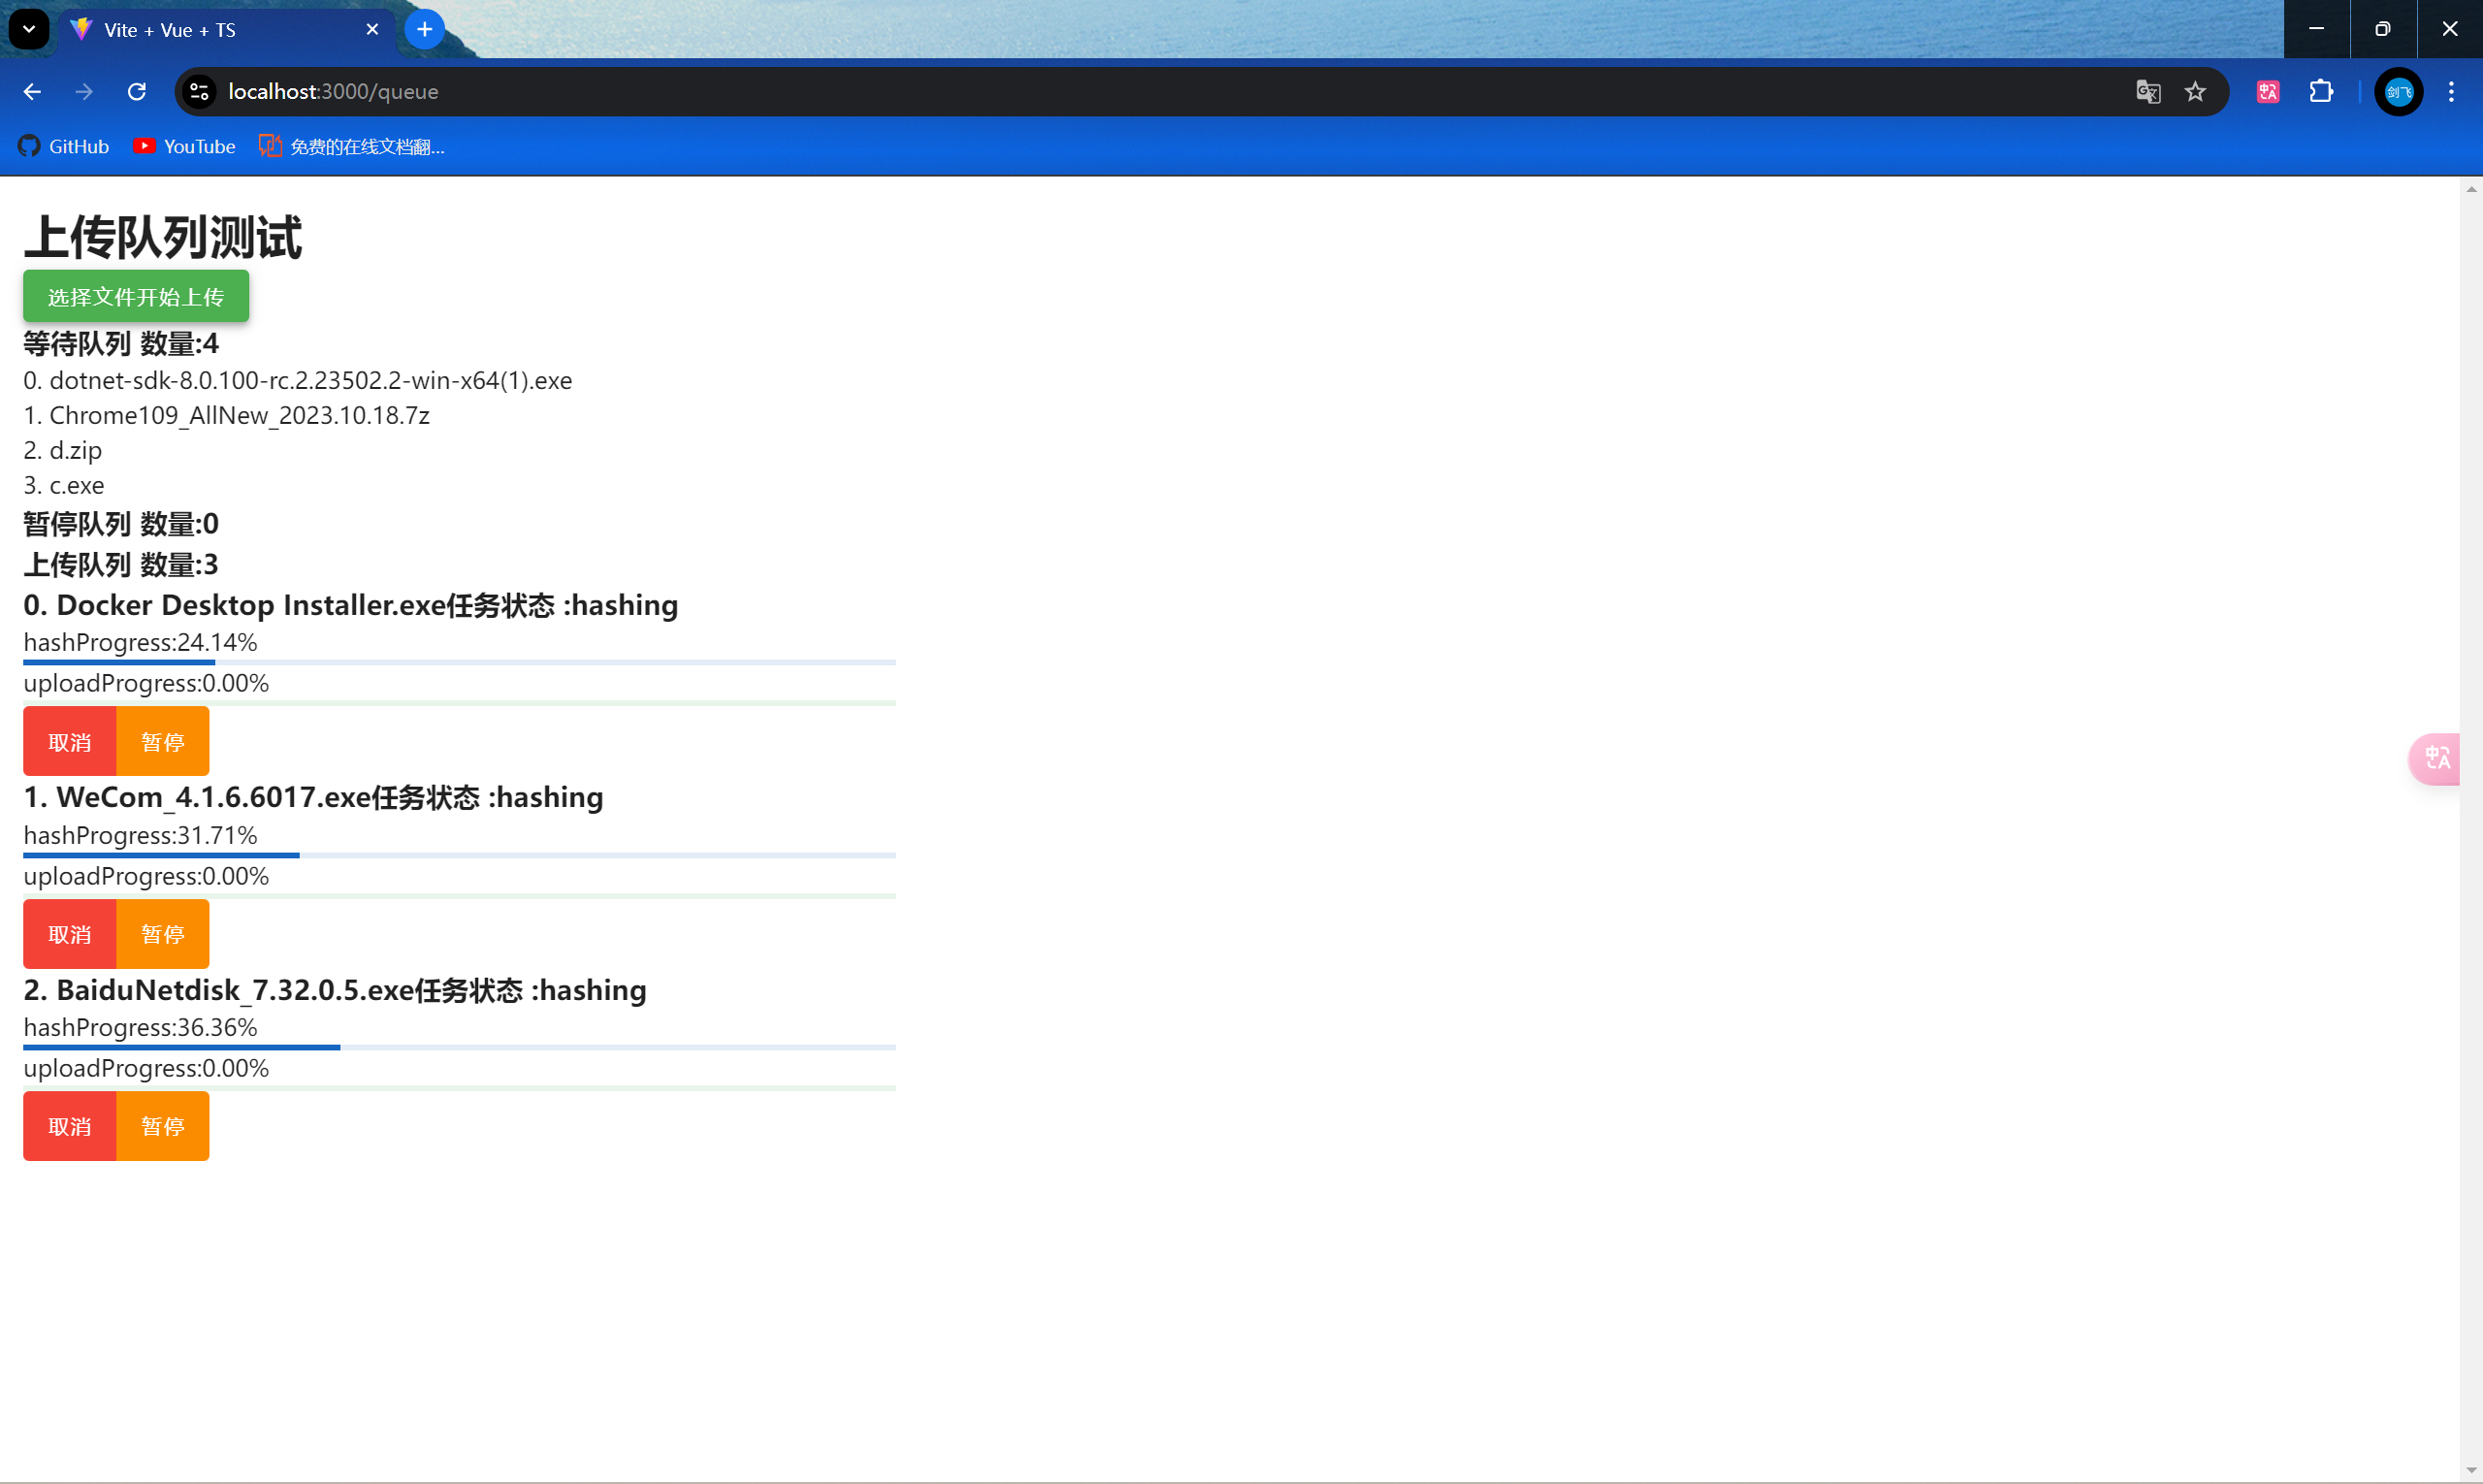 Vite + Vue + TS
localhost:3000/queue
剑飞
GitHub
YouTube
免费的在线文档翻...
上传队列测试
选择文件开始上传
等待队列 数量:4
0. dotnet-sdk-8.0.100-rc.2.23502.2-win-x64(1).exe
1. Chrome109_AllNew_2023.10.18.7z
2. d.zip
3. c.exe
暂停队列 数量:0
上传队列 数量:3
0. Docker Desktop Installer.exe任务状态 :hashing
hashProgress:24.14%
uploadProgress:0.00%
取消 暂停
1. WeCom_4.1.6.6017.exe任务状态 :hashing
hashProgress:31.71%
uploadProgress:0.00%
取消 暂停
2. BaiduNetdisk_7.32.0.5.exe任务状态 :hashing
hashProgress:36.36%
uploadProgress:0.00%
取消 暂停